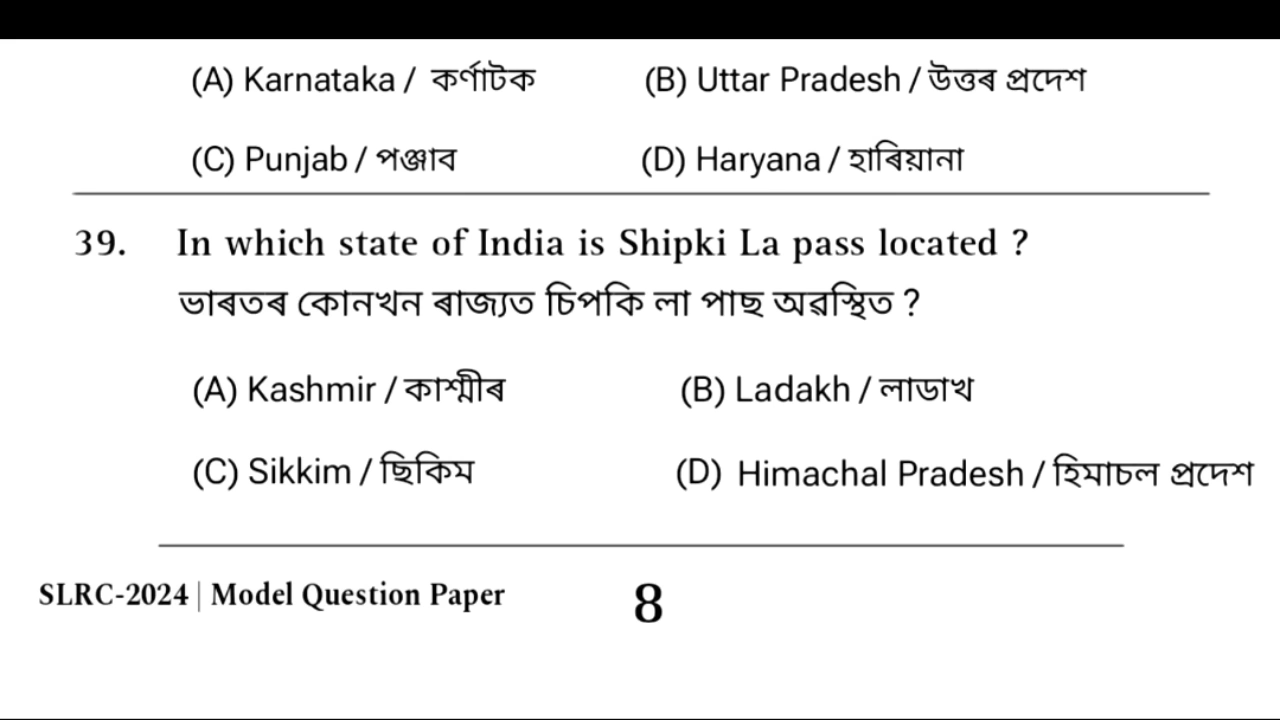 (A) Karnataka / কৰ্ণাটক (B) Uttar Pradesh / উত্তৰ প্ৰদেশ
(C) Punjab / পঞ্জাব (D) Haryana / হাৰিয়ানা
39. In which state of India is Shipki La pass located ?
ভাৰতৰ কোনখন ৰাজ্যত চিপকি লা পাছ অৱস্থিত ?
(A) Kashmir / কাশ্মীৰ (B) Ladakh / লাডাখ
(C) Sikkim / ছিকিম (D) Himachal Pradesh / হিমাচল প্ৰদেশ
SLRC-2024 | Model Question Paper 8